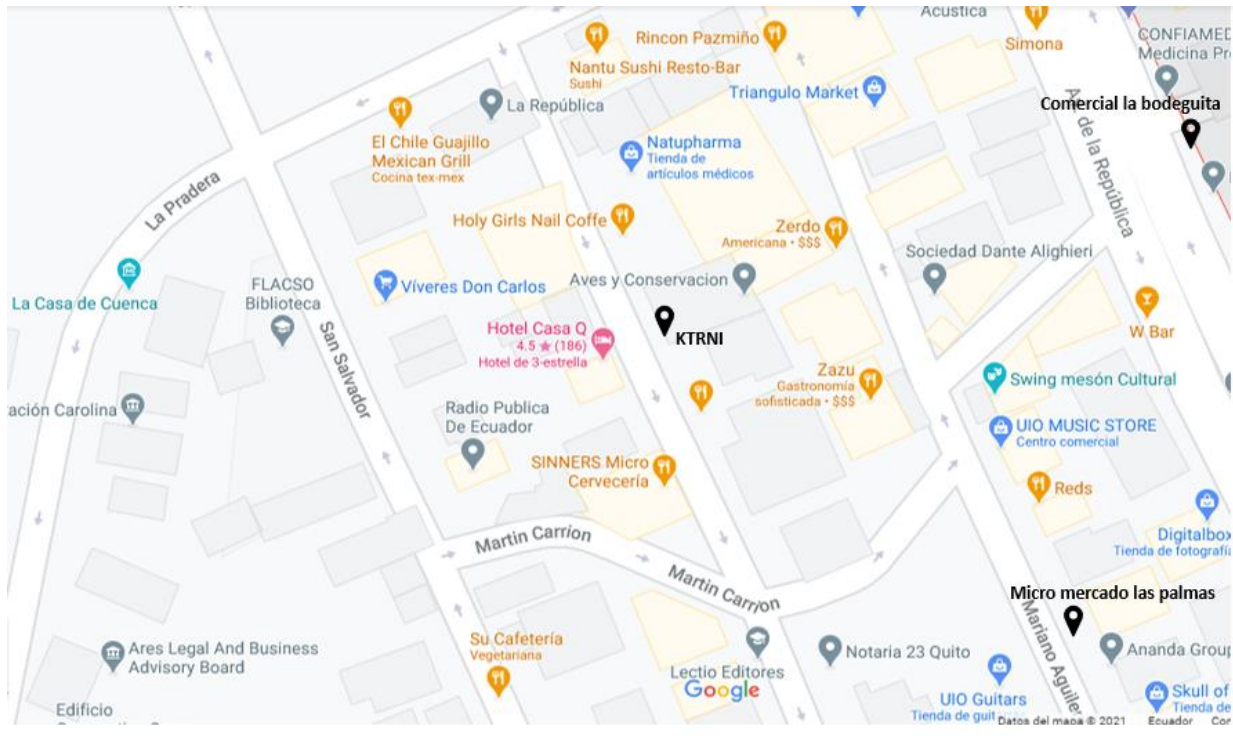 Acustica
Rincon Pazmiño
Simona
CONFIAMED
Medicina Pr
Nantu Sushi Resto-Bar
Sushi
Triangulo Market
La República
Comercial la bodeguita
El Chile Guajillo
Mexican Grill
Cocina tex-mex
Natupharma
Tienda de
artículos médicos
Av. de la República
La Pradera
Holy Girls Nail Coffe
Zerdo
Americana • $$$
Sociedad Dante Alighieri
La Casa de Cuenca
FLACSO
Biblioteca
Víveres Don Carlos
Aves y Conservacion
Hotel Casa Q
4.5 ★ (186)
Hotel de 3-estrella
KTRNI
W Bar
San Salvador
Zazu
Gastronomía
sofisticada • $$$
Swing mesón Cultural
ación Carolina
Radio Publica
De Ecuador
UIO MUSIC STORE
Centro comercial
SINNERS Micro
Cervecería
Reds
Martin Carrion
Digitalbox
Tienda de fotografía
Martin Carrion
Micro mercado las palmas
Mariano Aguile
Ares Legal And Business
Advisory Board
Su Cafetería
Vegetariana
Notaria 23 Quito
Ananda Group
Lectio Editores
Google
UIO Guitars
Tienda de guit
Skull of
Tienda de
Edificio
Datos del mapa © 2021 Ecuador